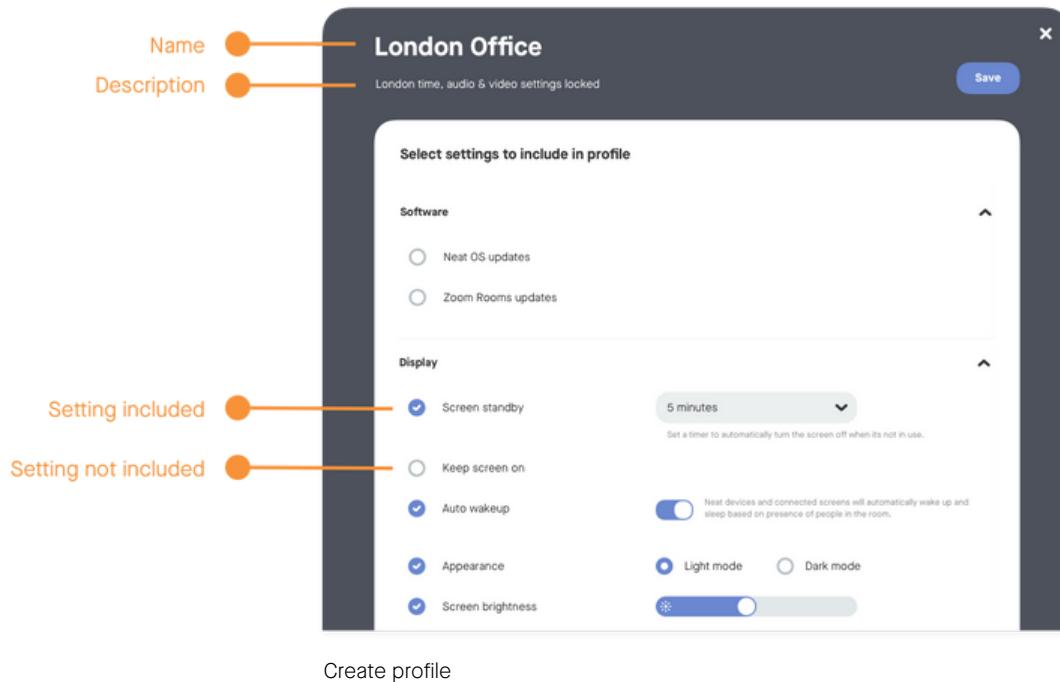 Name
London Office
Description
London time, audio & video settings locked
Save
Select settings to include in profile
Software
Neat OS updates
Zoom Rooms updates
Display
Setting included
Screen standby
5 minutes
Set a timer to automatically turn the screen off when its not in use.
Setting not included
Keep screen on
Auto wakeup
Neat devices and connected screens will automatically wake up and
sleep based on presence of people in the room.
Appearance
Light mode
Dark mode
Screen brightness
Create profile